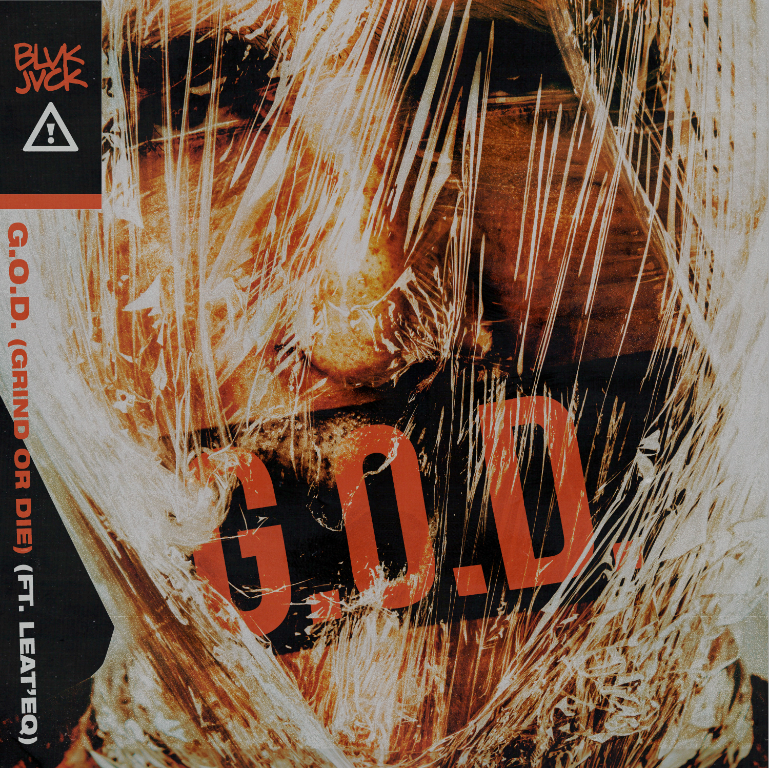 BLVK
JVCK
!
G.O.D. (GRIND OR DIE) (FT. LEAT'EQ)
G.O.D.